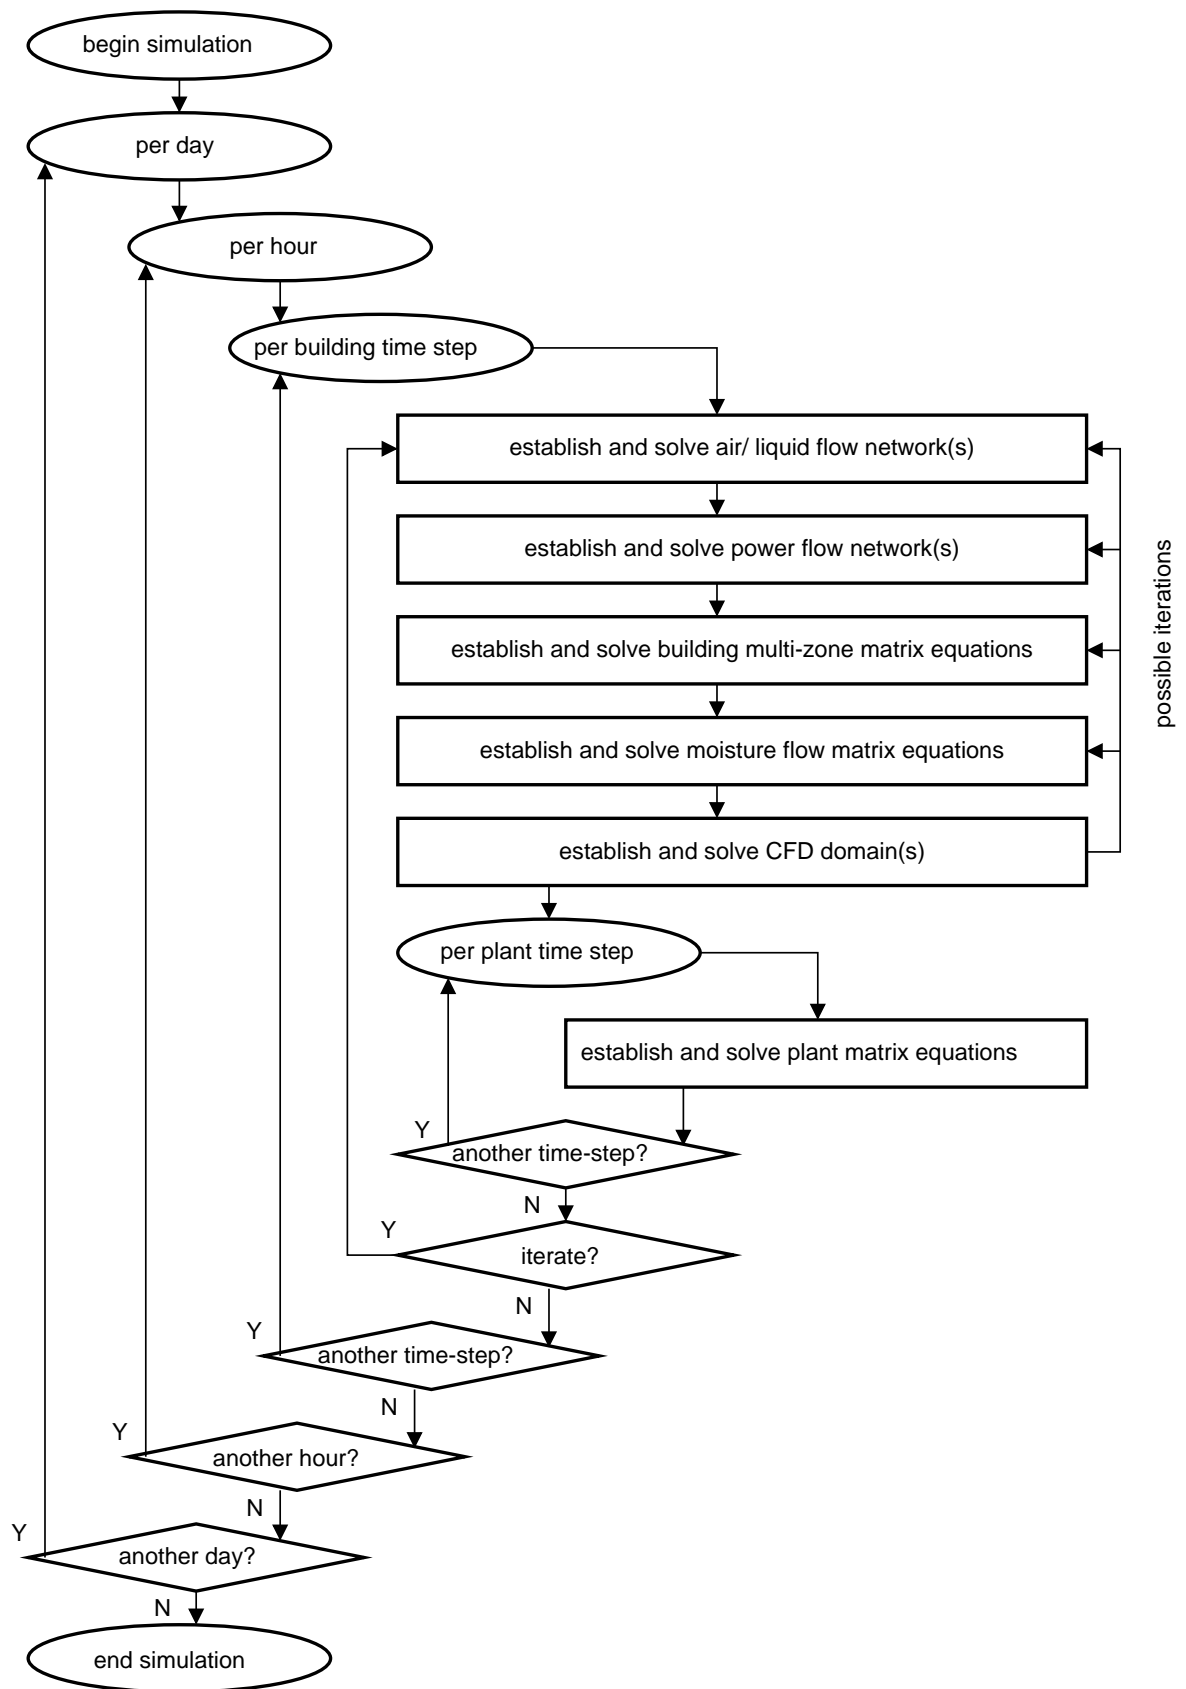 begin simulation
per day
per hour
per building time step
establish and solve air/ liquid flow network(s)
establish and solve power flow network(s)
establish and solve building multi-zone matrix equations
establish and solve moisture flow matrix equations
establish and solve CFD domain(s)
possible iterations
per plant time step
establish and solve plant matrix equations
Y
another time-step?
N
Y
iterate?
N
Y
another time-step?
N
Y
another hour?
N
Y
another day?
N
end simulation